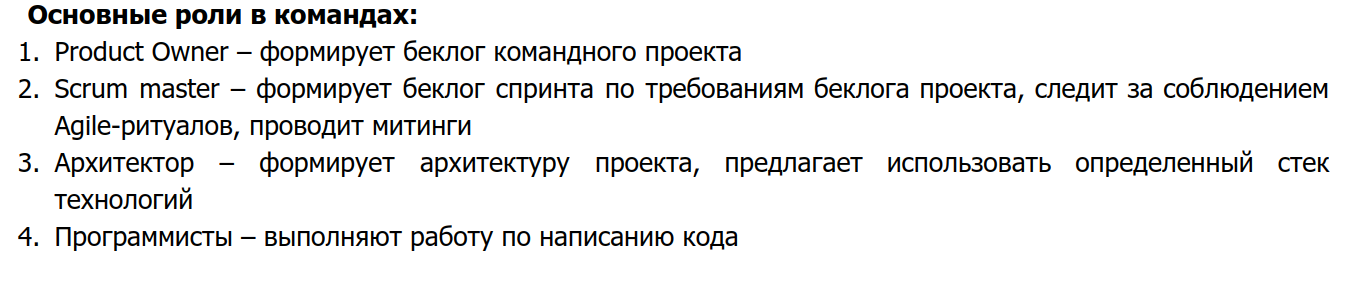 Основные роли в командах:
1. Product Owner – формирует беклог командного проекта
2. Scrum master – формирует беклог спринта по требованиям беклога проекта, следит за соблюдением
Agile-ритуалов, проводит митинги
3. Архитектор – формирует архитектуру проекта, предлагает использовать определенный стек
технологий
4. Программисты – выполняют работу по написанию кода